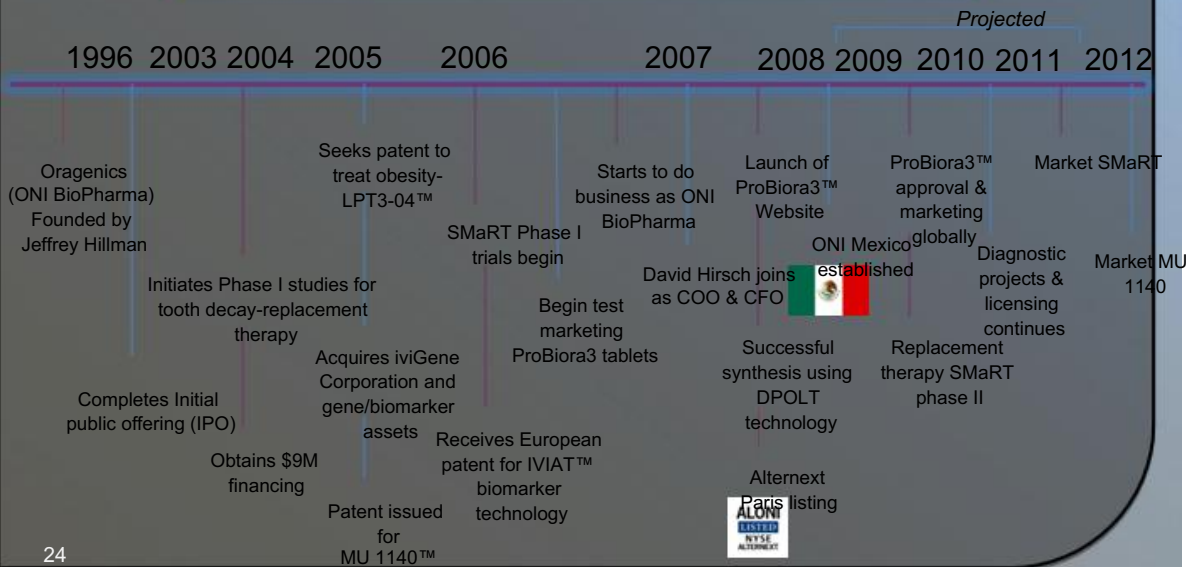 Projected
1996 2003 2004 2005 2006 2007 2008 2009 2010 2011 2012
Oragenics
(ONI BioPharma)
Founded by
Jeffrey Hillman
Completes Initial
public offering (IPO)
Initiates Phase I studies for
tooth decay-replacement
therapy
Obtains $9M
financing
Seeks patent to
treat obesity-
LPT3-04™
Acquires iviGene
Corporation and
gene/biomarker
assets
Patent issued
for
MU 1140™
SMaRT Phase I
trials begin
Receives European
patent for IVIAT™
biomarker
technology
Begin test
marketing
ProBiora3 tablets
Starts to do
business as ONI
BioPharma
David Hirsch joins
as COO & CFO
Launch of
ProBiora3™
Website
Successful
synthesis using
DPOLT
technology
Alternext
Paris listing
ALONI
LISTED
NYSE
ALTERNEXT
ONI Mexico
established
ProBiora3™
approval &
marketing
globally
Replacement
therapy SMaRT
phase II
Diagnostic
projects &
licensing
continues
Market SMaRT
Market MU
1140
24